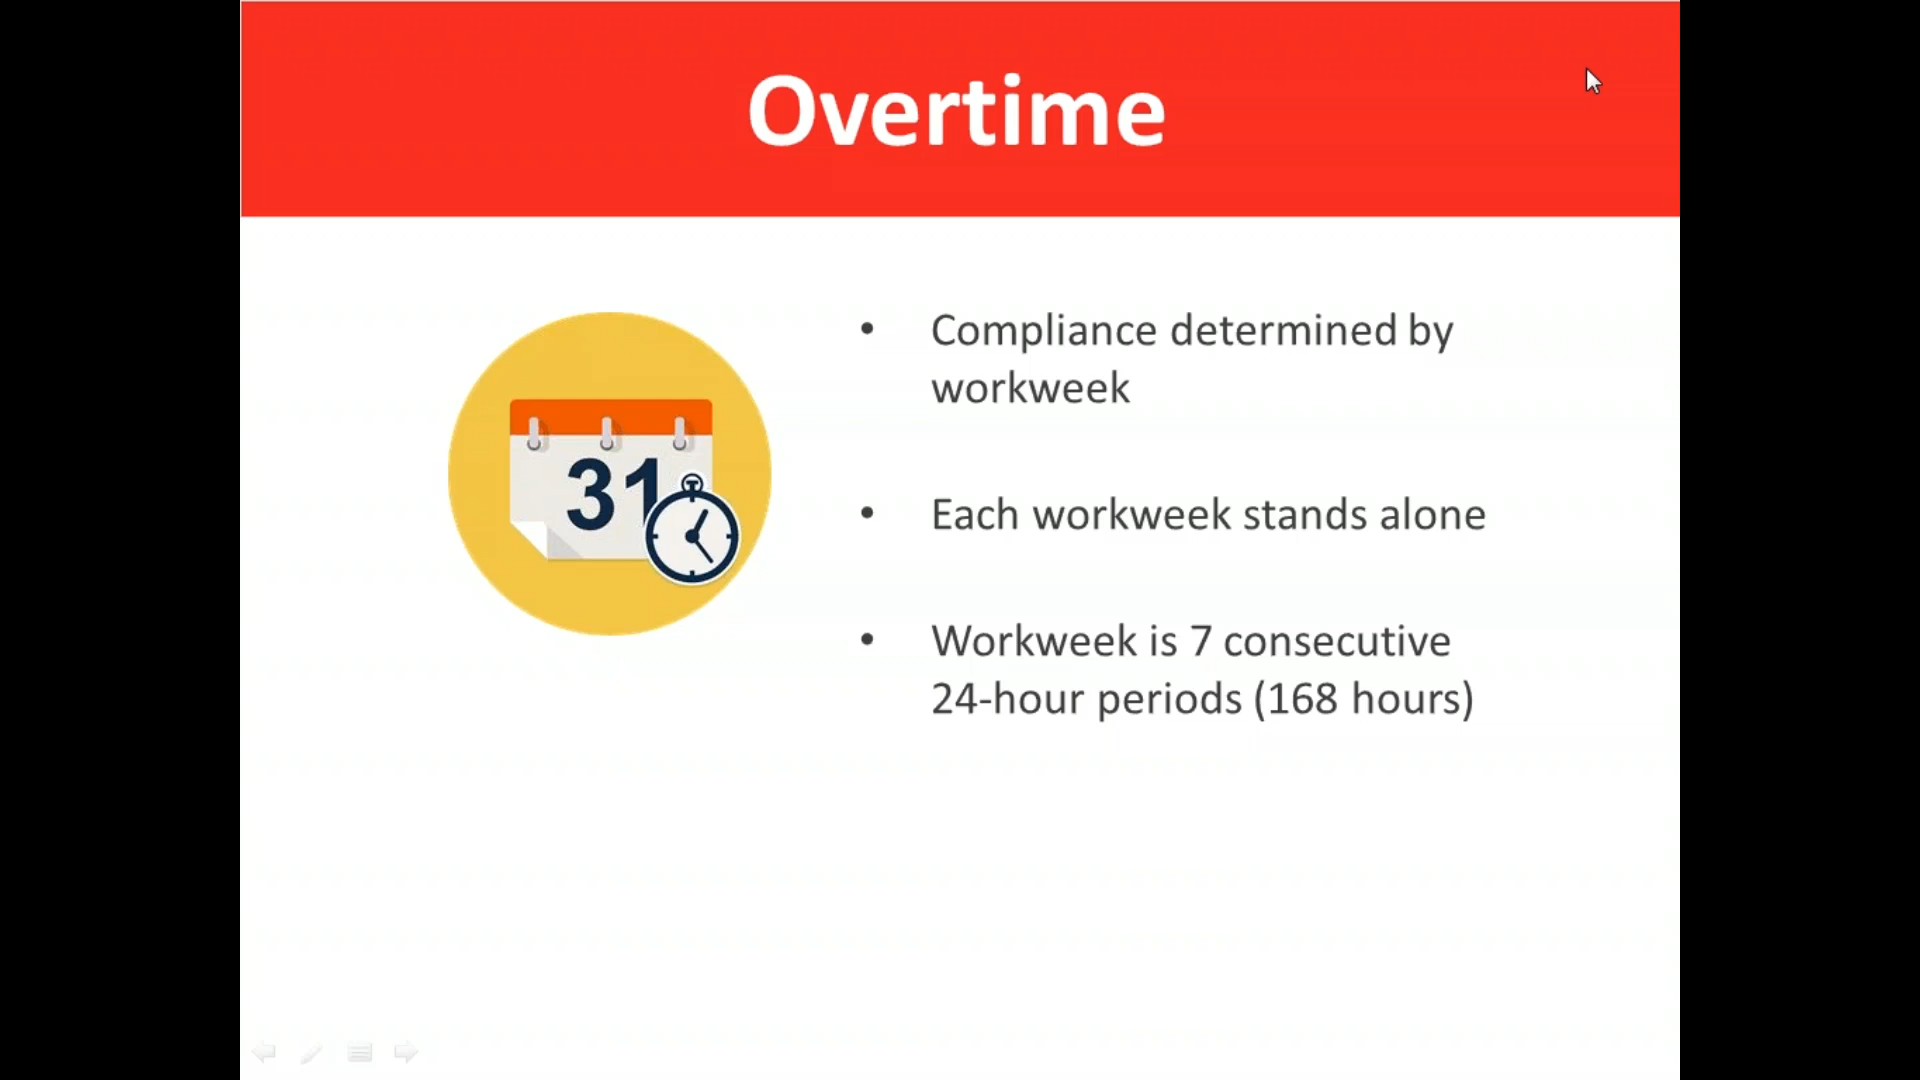 Overtime
31
• Compliance determined by
workweek
• Each workweek stands alone
• Workweek is 7 consecutive
24-hour periods (168 hours)